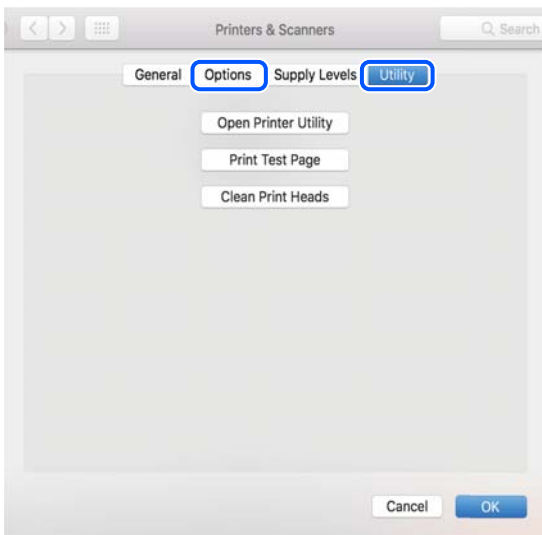 Printers & Scanners
Search
General Options Supply Levels Utility
Open Printer Utility
Print Test Page
Clean Print Heads
Cancel OK